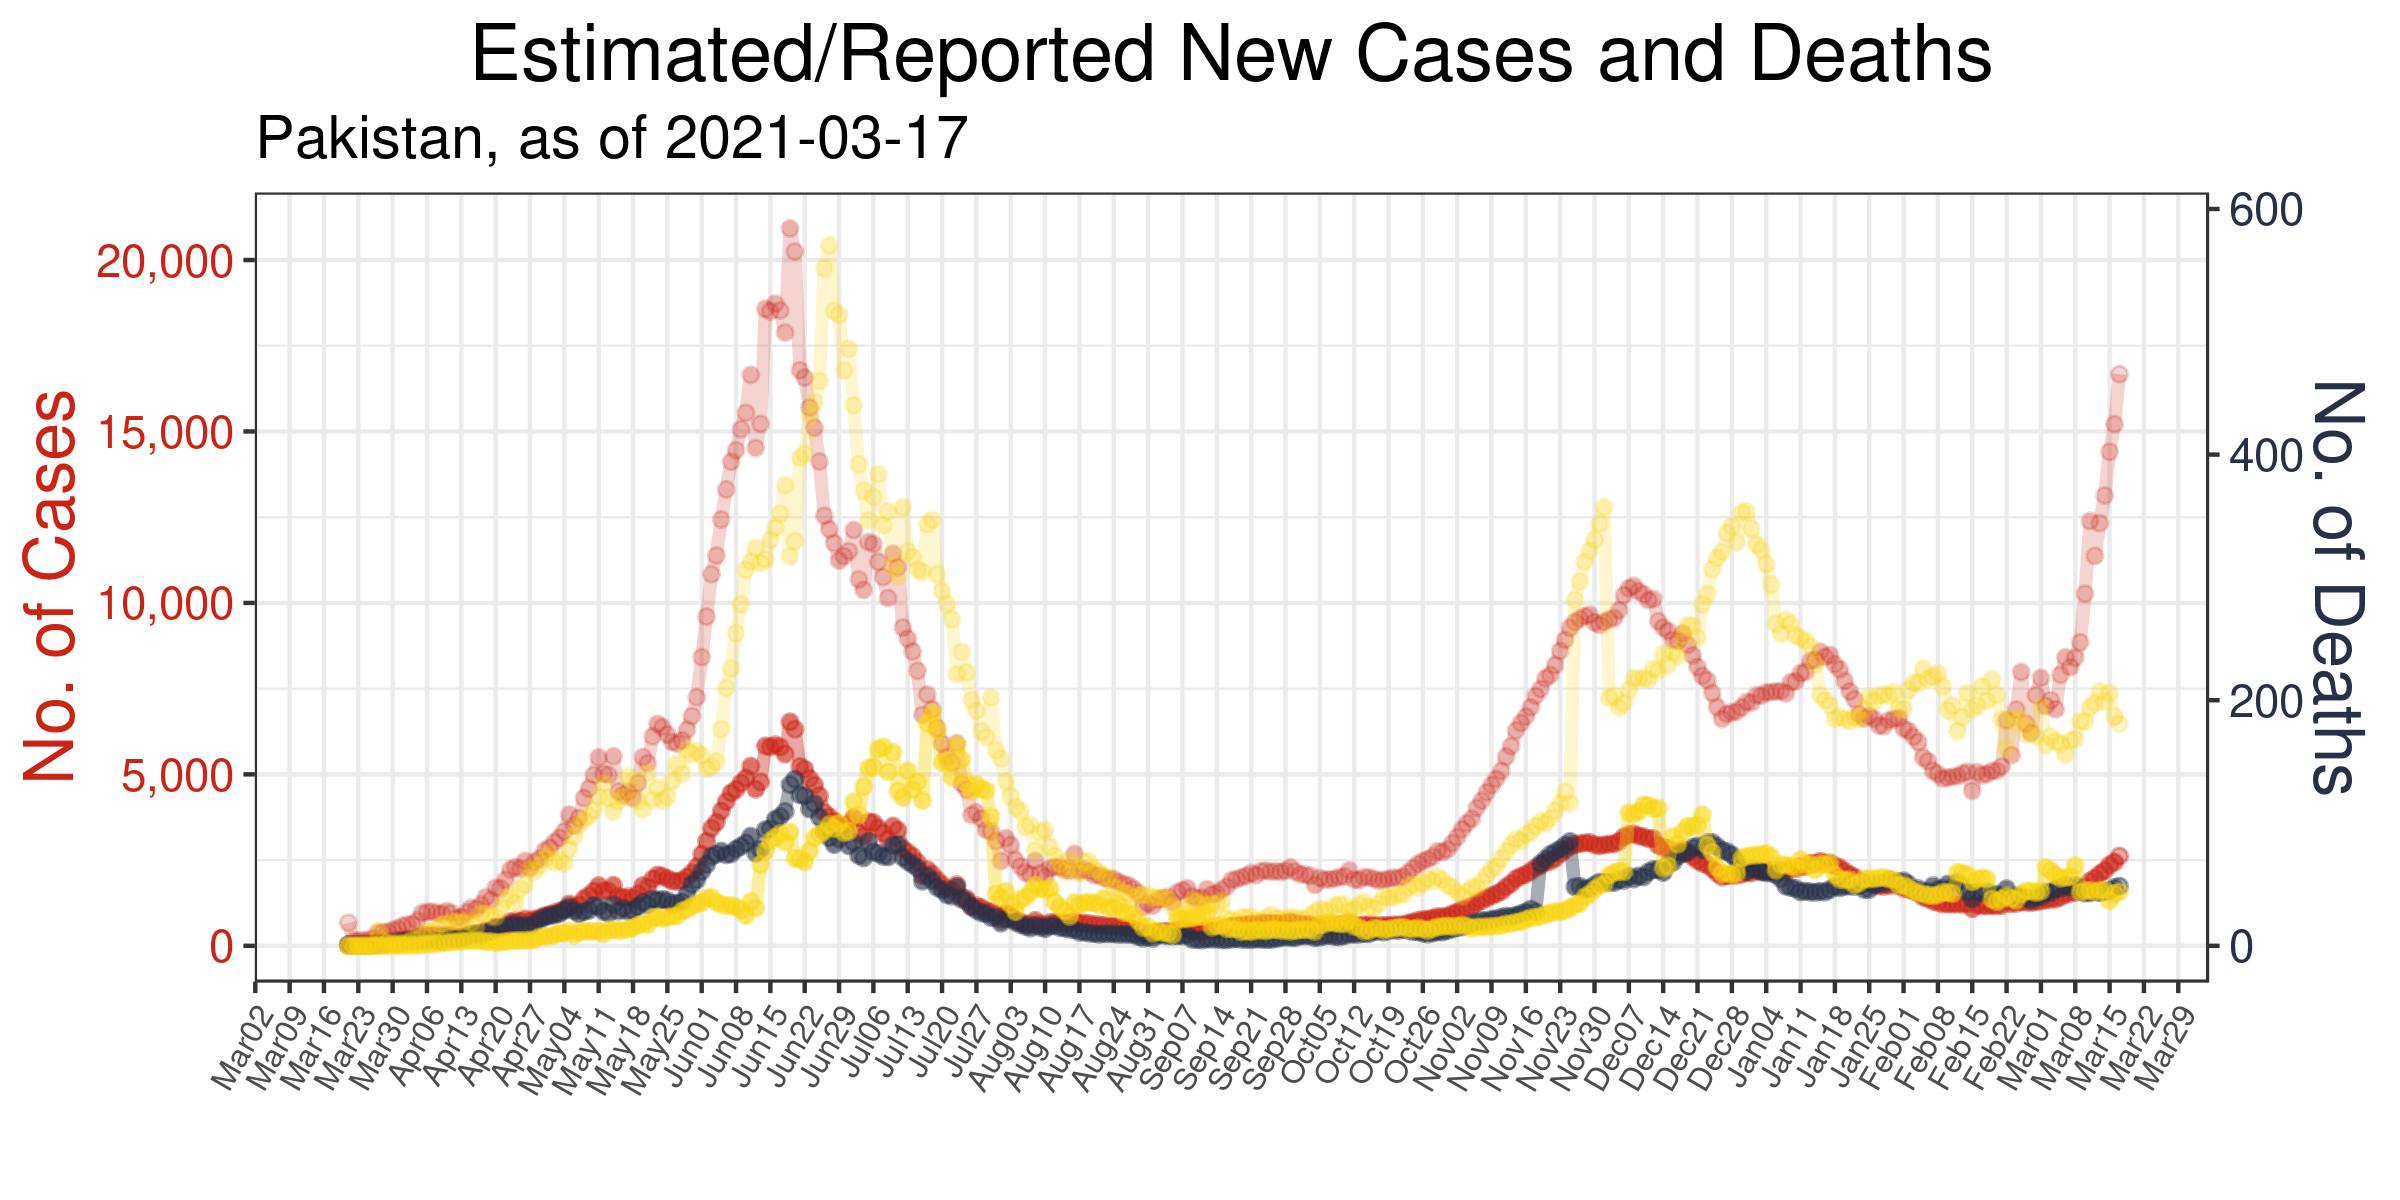 Estimated/Reported New Cases and Deaths
Pakistan, as of 2021-03-17
No. of Cases
20,000
15,000
10,000
5,000
0
600
400
200
0
No. of Deaths
Mar02
Mar09
Mar16
Mar23
Mar30
Apr06
Apr13
Apr20
Apr27
May04
May11
May18
May25
Jun01
Jun08
Jun15
Jun22
Jun29
Jul06
Jul13
Jul20
Jul27
Aug03
Aug10
Aug17
Aug24
Aug31
Sep07
Sep14
Sep21
Sep28
Oct05
Oct12
Oct19
Oct26
Nov02
Nov09
Nov16
Nov23
Nov30
Dec07
Dec14
Dec21
Dec28
Jan04
Jan11
Jan18
Jan25
Feb01
Feb08
Feb15
Feb22
Mar01
Mar08
Mar15
Mar22
Mar29